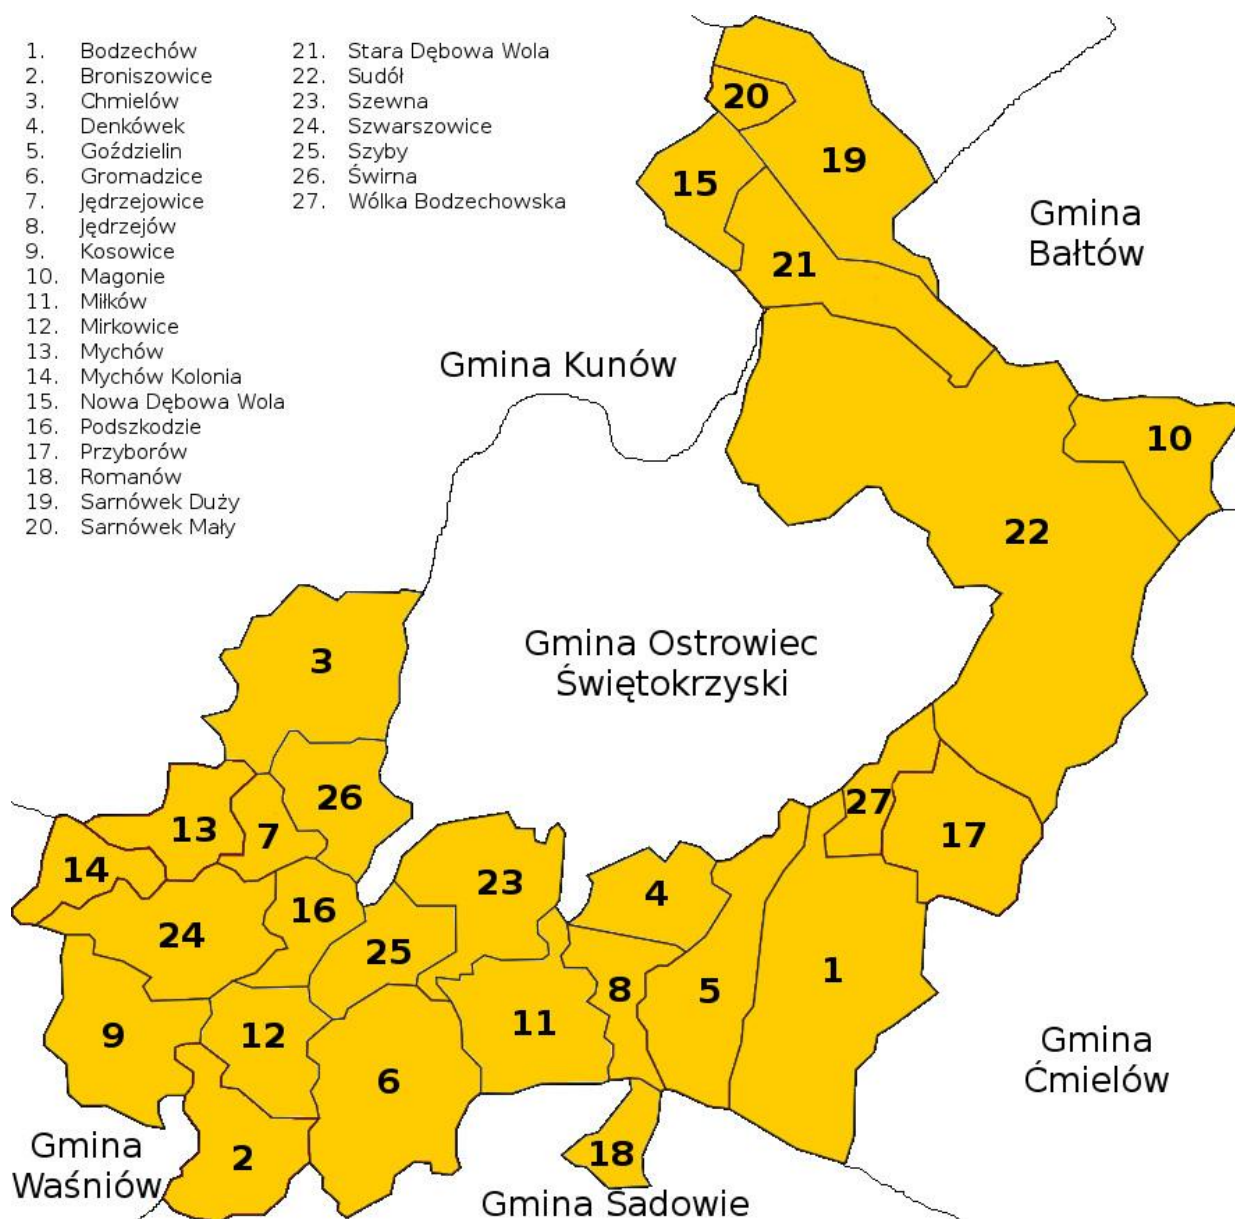 1. Bodzechów
2. Broniszowice
3. Chmielów
4. Denkówek
5. Goździelin
6. Gromadzice
7. Jędrzejowice
8. Jędrzejów
9. Kosowice
10. Magonie
11. Miłków
12. Mirkowice
13. Mychów
14. Mychów Kolonia
15. Nowa Dębowa Wola
16. Podszkodzie
17. Przyborów
18. Romanów
19. Sarnówek Duży
20. Sarnówek Mały
21. Stara Dębowa Wola
22. Sudół
23. Szewna
24. Szwarszowice
25. Szyby
26. Świrna
27. Wólka Bodzechowska
20
19
15
Gmina
Bałtów
21
Gmina Kunów
10
22
Gmina Ostrowiec
Świętokrzyski
3
26
27
13
7
17
14
23
4
16
24
25
8
5
1
9
12
11
Gmina
Ćmielów
6
Gmina
Waśniów
2
18
Gmina Sadowie